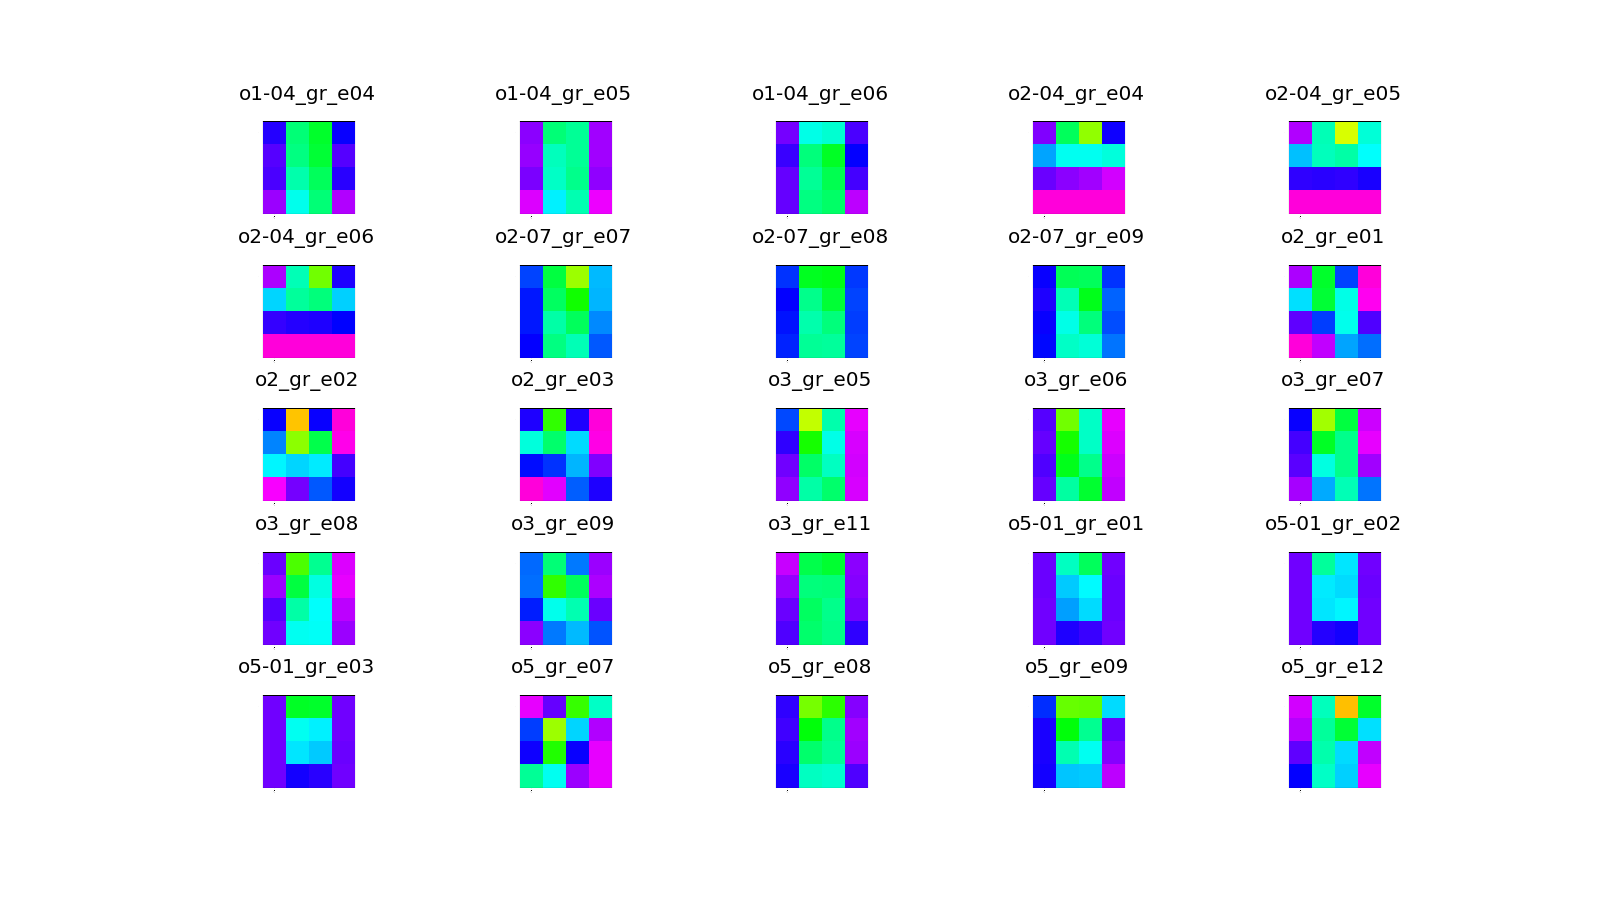 o1-04_gr_e04 o1-04_gr_e05 o1-04_gr_e06 o2-04_gr_e04 o2-04_gr_e05
o2-04_gr_e06 o2-07_gr_e07 o2-07_gr_e08 o2-07_gr_e09 o2_gr_e01
o2_gr_e02 o2_gr_e03 o3_gr_e05 o3_gr_e06 o3_gr_e07
o3_gr_e08 o3_gr_e09 o3_gr_e11 o5-01_gr_e01 o5-01_gr_e02
o5-01_gr_e03 o5_gr_e07 o5_gr_e08 o5_gr_e09 o5_gr_e12